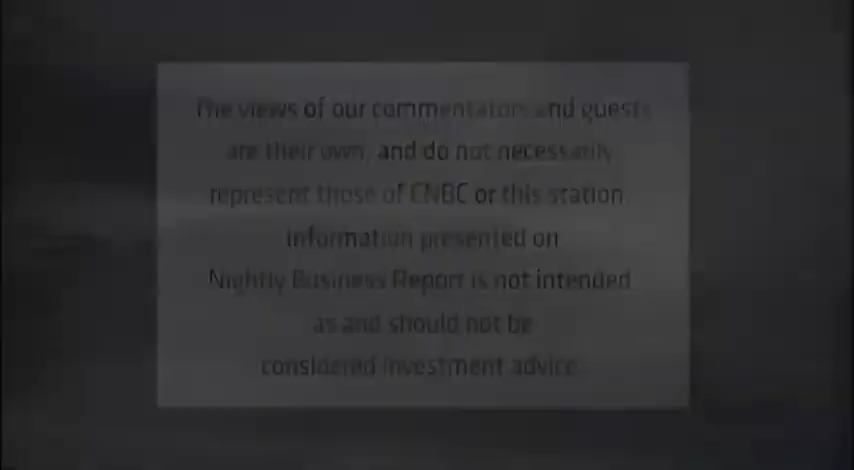 The views of our commentators and guests
are their own, and do not necessarily
represent those of CNBC or this station
Information presented on
Nightly Business Report is not intended
as and should not be
considered investment advice.